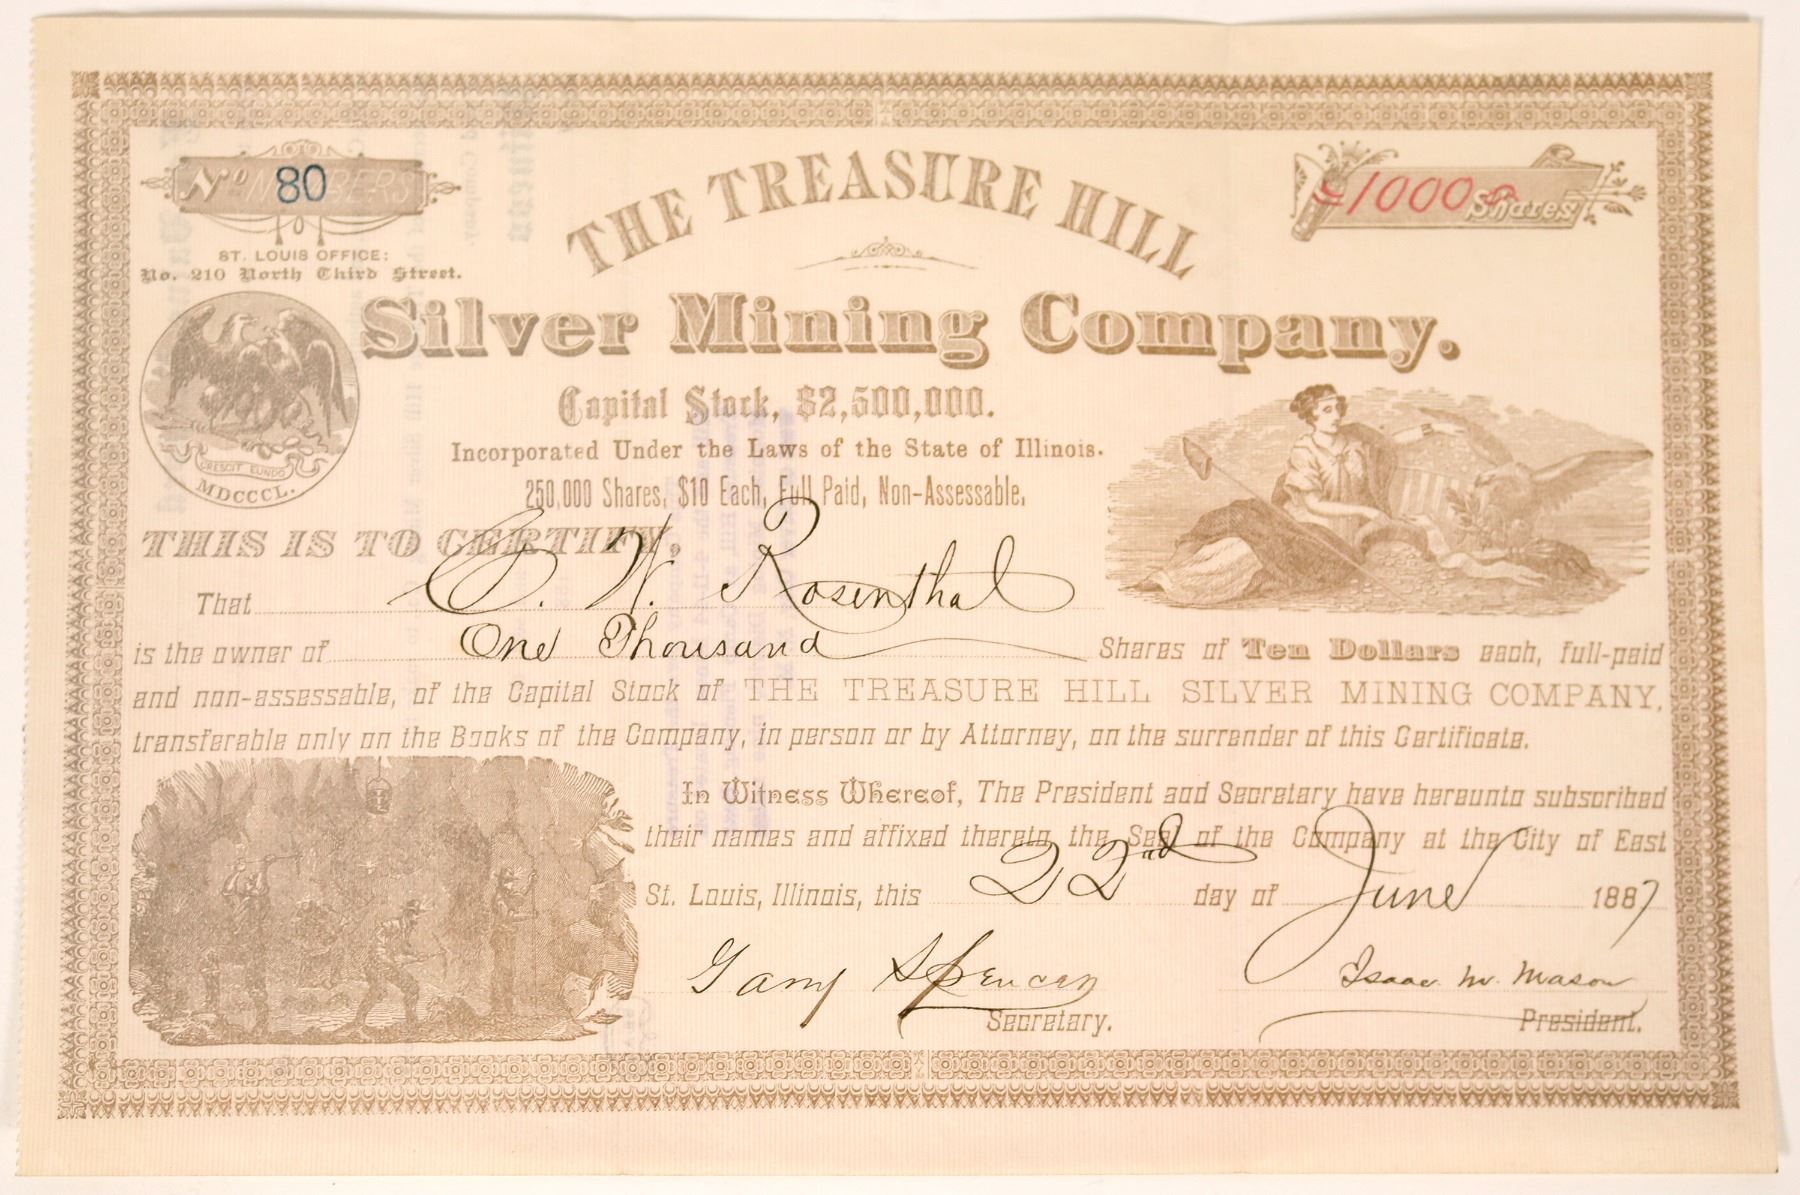 No NUMBERS 80
ST. LOUIS OFFICE:
No. 210 North Third Street.
=1000= Shares
THE TREASURE HILL
Silver Mining Company.
Capital Stock, $2,500,000.
Incorporated Under the Laws of the State of Illinois.
250,000 Shares, $10 Each, Full Paid, Non-Assessable.
CRESCIT EUNDO
MDCCCL.
THIS IS TO CERTIFY,
That W. Rosenthal
is the owner of One Thousand Shares of Ten Dollars each, full-paid
and non-assessable, of the Capital Stock of THE TREASURE HILL SILVER MINING COMPANY,
transferable only on the Books of the Company, in person or by Attorney, on the surrender of this Certificate.
In Witness Whereof, The President and Secretary have hereunto subscribed
their names and affixed thereto the Seal of the Company at the City of East
St. Louis, Illinois, this 22nd day of June 1887
Spencer Secretary.
Isaac M. Mason President.